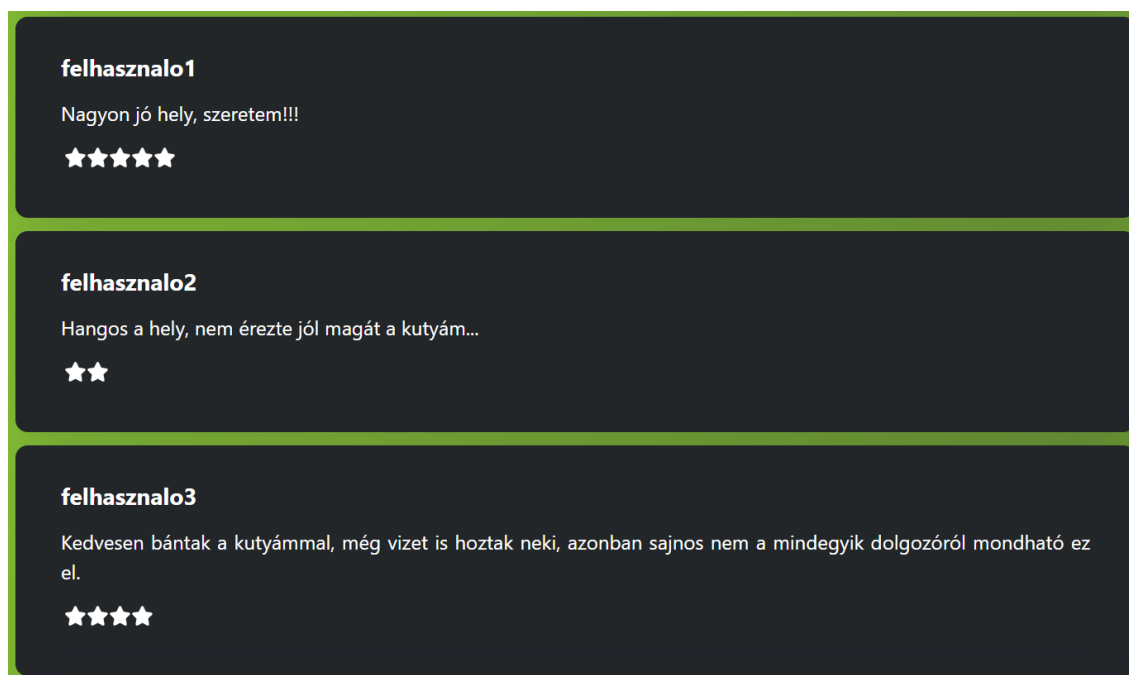 felhasznalo1
Nagyon jó hely, szeretem!!!
felhasznalo2
Hangos a hely, nem érezte jól magát a kutyám...
felhasznalo3
Kedvesen bántak a kutyámmal, még vizet is hoztak neki, azonban sajnos nem a mindegyik dolgozóról mondható ez
el.